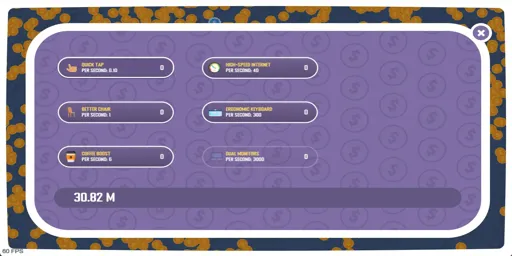 QUICK TAP
PER SECOND: 0.10
0
HIGH-SPEED INTERNET
PER SECOND: 40
0
BETTER CHAIR
PER SECOND: 1
0
ERGONOMIC KEYBOARD
PER SECOND: 300
0
COFFEE BOOST
PER SECOND: 6
0
DUAL MONITORS
PER SECOND: 3000
0
30.82 M
60 FPS